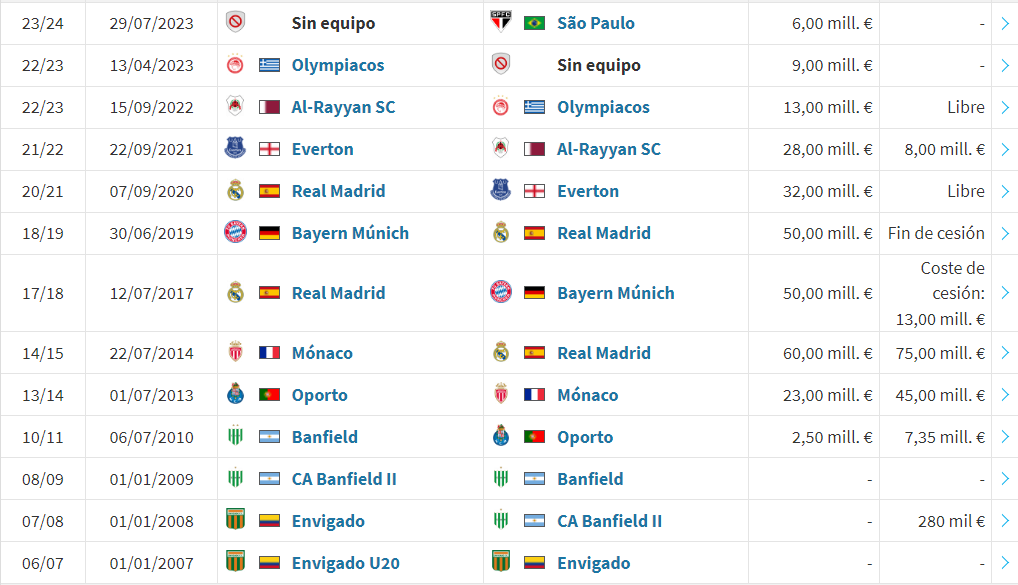 23/24 29/07/2023 Sin equipo São Paulo 6,00 mill. € -
22/23 13/04/2023 Olympiacos Sin equipo 9,00 mill. € -
22/23 15/09/2022 Al-Rayyan SC Olympiacos 13,00 mill. € Libre
21/22 22/09/2021 Everton Al-Rayyan SC 28,00 mill. € 8,00 mill. €
20/21 07/09/2020 Real Madrid Everton 32,00 mill. € Libre
18/19 30/06/2019 Bayern Múnich Real Madrid 50,00 mill. € Fin de cesión
Coste de
17/18 12/07/2017 Real Madrid Bayern Múnich 50,00 mill. € cesión:
13,00 mill. €
14/15 22/07/2014 Mónaco Real Madrid 60,00 mill. € 75,00 mill. €
13/14 01/07/2013 Oporto Mónaco 23,00 mill. € 45,00 mill. €
10/11 06/07/2010 Banfield Oporto 2,50 mill. € 7,35 mill. €
08/09 01/01/2009 CA Banfield II Banfield - -
07/08 01/01/2008 Envigado CA Banfield II - 280 mil €
06/07 01/01/2007 Envigado U20 Envigado - -